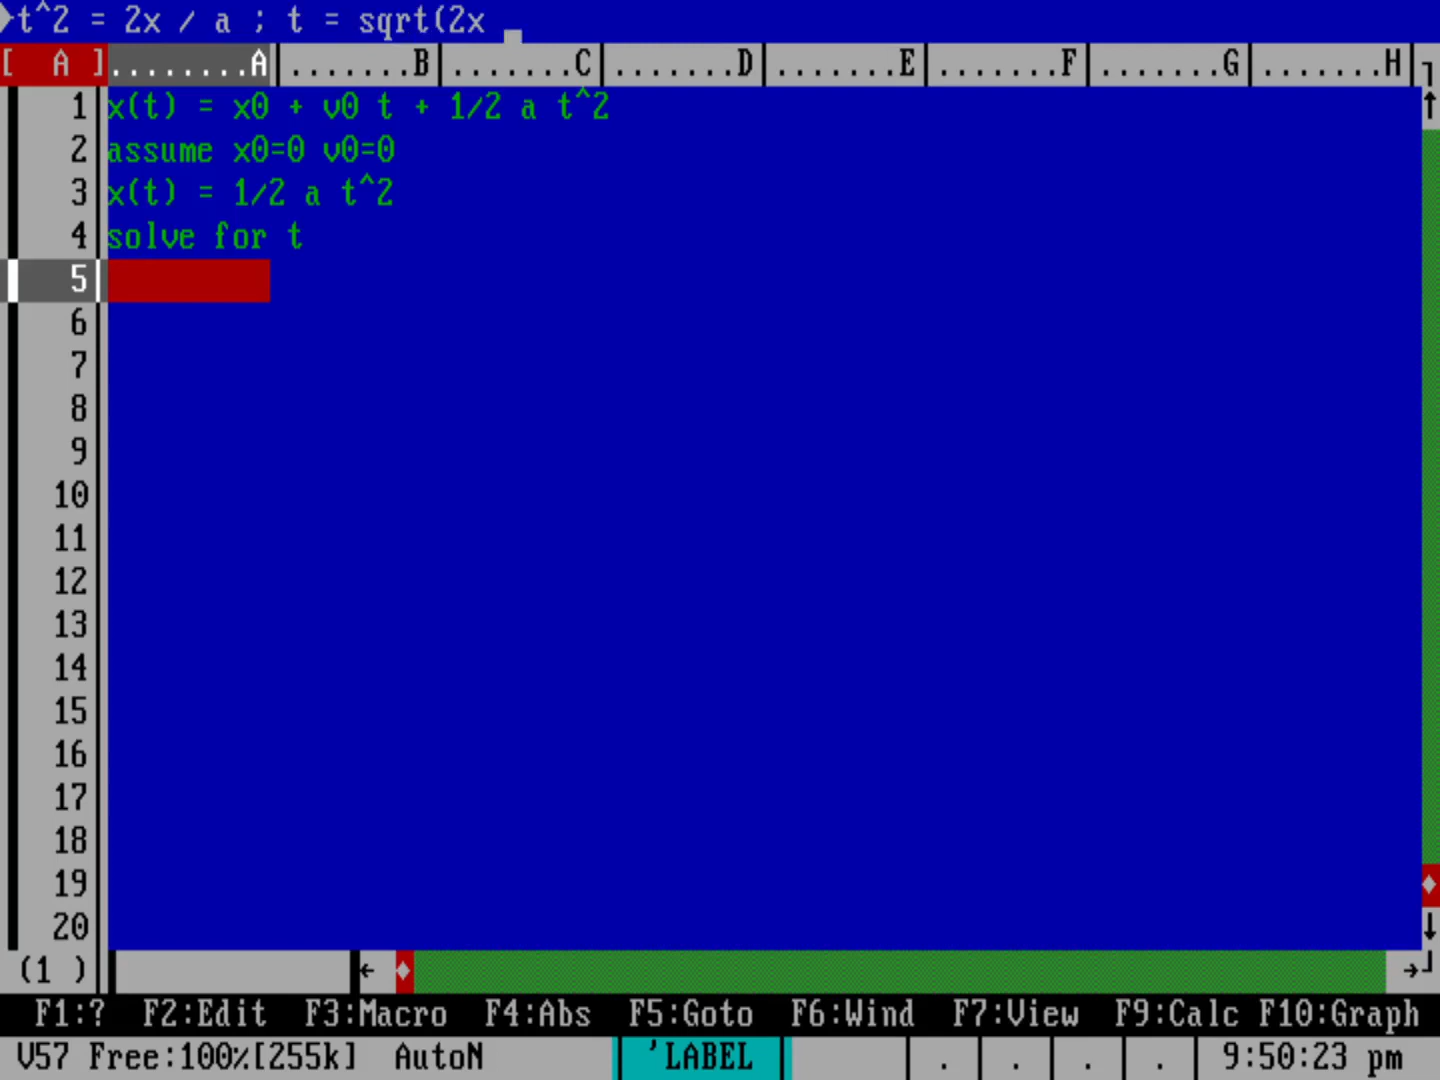 t^2 = 2x / a ; t = sqrt(2x _
[ A ] ........A .......B .......C .......D .......E .......F .......G .......H
1 x(t) = x0 + v0 t + 1/2 a t^2
2 assume x0=0 v0=0
3 x(t) = 1/2 a t^2
4 solve for t
5
6
7
8
9
10
11
12
13
14
15
16
17
18
19
20
(1 ) ← →
F1:? F2:Edit F3:Macro F4:Abs F5:Goto F6:Wind F7:View F9:Calc F10:Graph
V57 Free:100%[255k] AutoN 'LABEL . . . . 9:50:23 pm